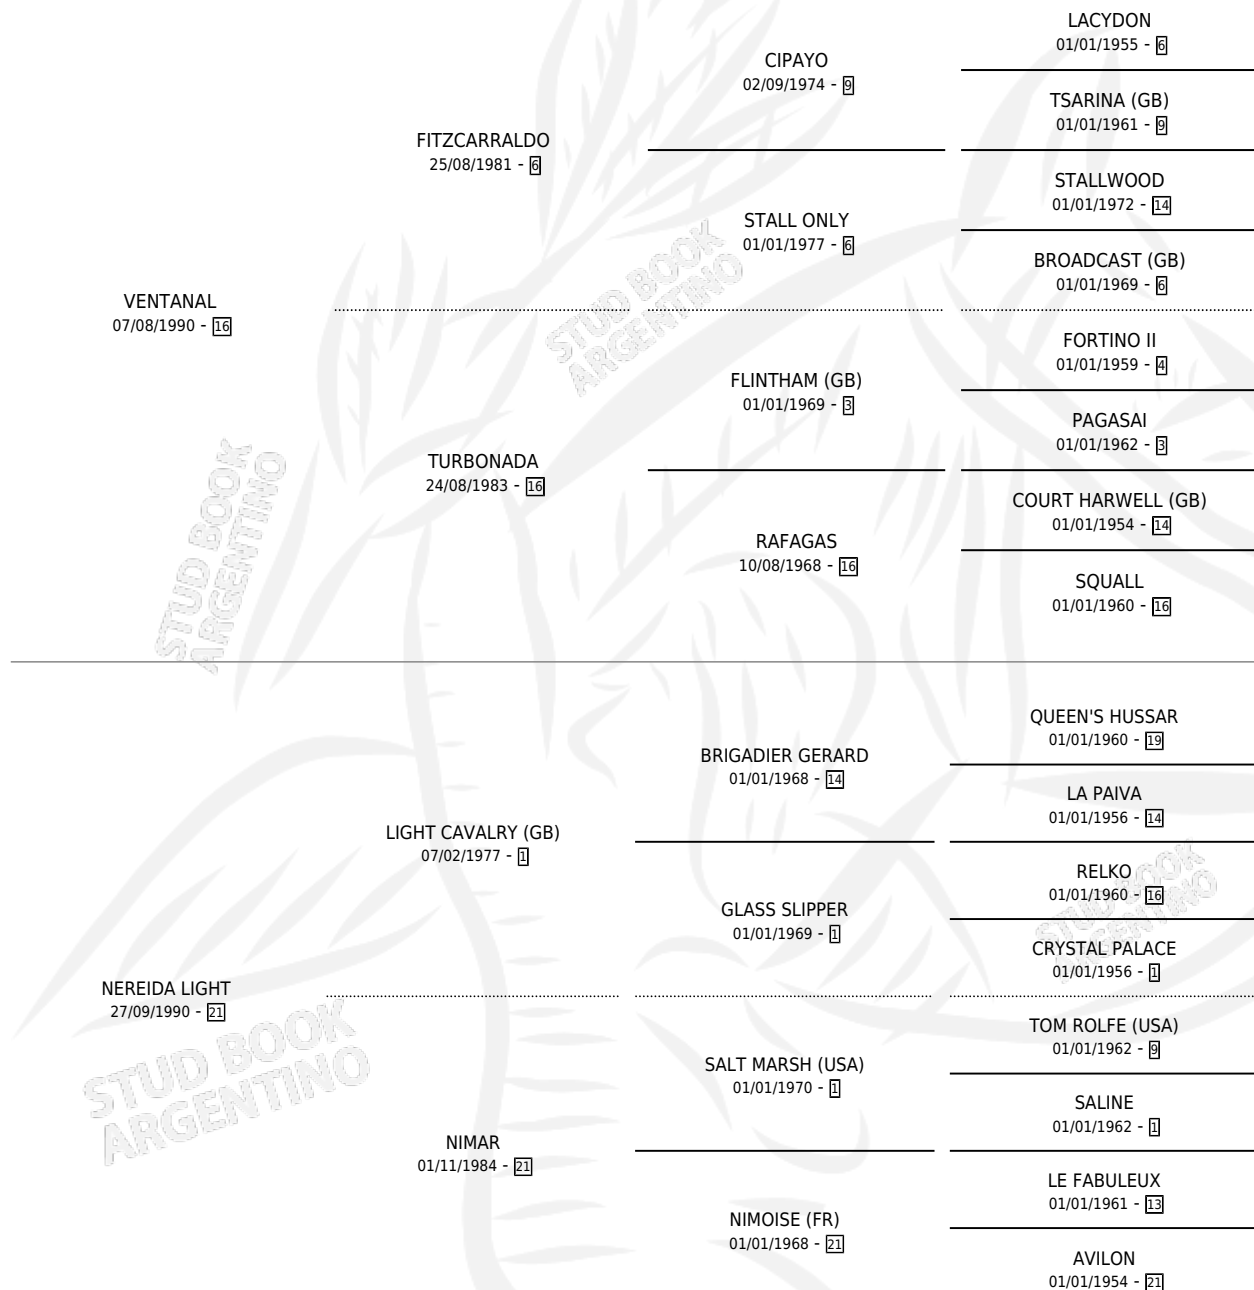 LACYDON
01/01/1955 - 6
CIPAYO
02/09/1974 - 9
TSARINA (GB)
01/01/1961 - 9
FITZCARRALDO
25/08/1981 - 6
STALLWOOD
01/01/1972 - 14
STALL ONLY
01/01/1977 - 6
BROADCAST (GB)
01/01/1969 - 6
VENTANAL
07/08/1990 - 16
STUD BOOK
ARGENTINO
FORTINO II
01/01/1959 - 4
FLINTHAM (GB)
01/01/1969 - 3
PAGASAI
01/01/1962 - 3
TURBONADA
24/08/1983 - 16
COURT HARWELL (GB)
01/01/1954 - 14
RAFAGAS
10/08/1968 - 16
SQUALL
01/01/1960 - 16
STUD BOOK
ARGENTINO
QUEEN'S HUSSAR
01/01/1960 - 19
BRIGADIER GERARD
01/01/1968 - 14
LA PAIVA
01/01/1956 - 14
LIGHT CAVALRY (GB)
07/02/1977 - 1
RELKO
01/01/1960 - 16
GLASS SLIPPER
01/01/1969 - 1
STUD BOOK
ARGENTINO
CRYSTAL PALACE
01/01/1956 - 1
NEREIDA LIGHT
27/09/1990 - 21
TOM ROLFE (USA)
01/01/1962 - 9
SALT MARSH (USA)
01/01/1970 - 1
STUD BOOK
ARGENTINO
SALINE
01/01/1962 - 1
NIMAR
01/11/1984 - 21
LE FABULEUX
01/01/1961 - 13
NIMOISE (FR)
01/01/1968 - 21
AVILON
01/01/1954 - 21